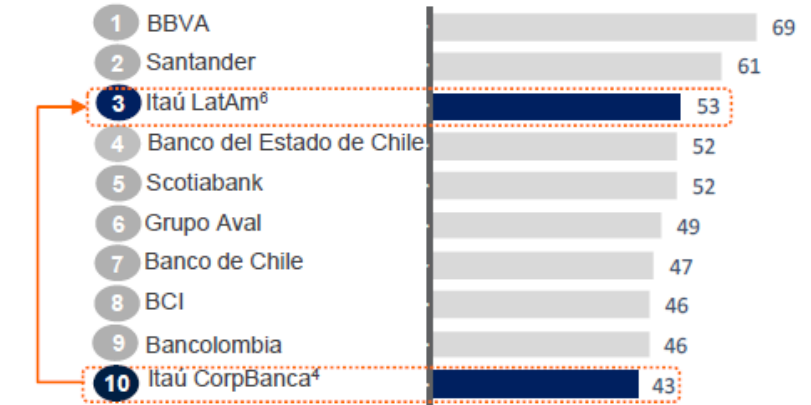 1 BBVA 69
2 Santander 61
3 Itaú LatAm⁶ 53
4 Banco del Estado de Chile 52
5 Scotiabank 52
6 Grupo Aval 49
7 Banco de Chile 47
8 BCI 46
9 Bancolombia 46
10 Itaú CorpBanca⁴ 43